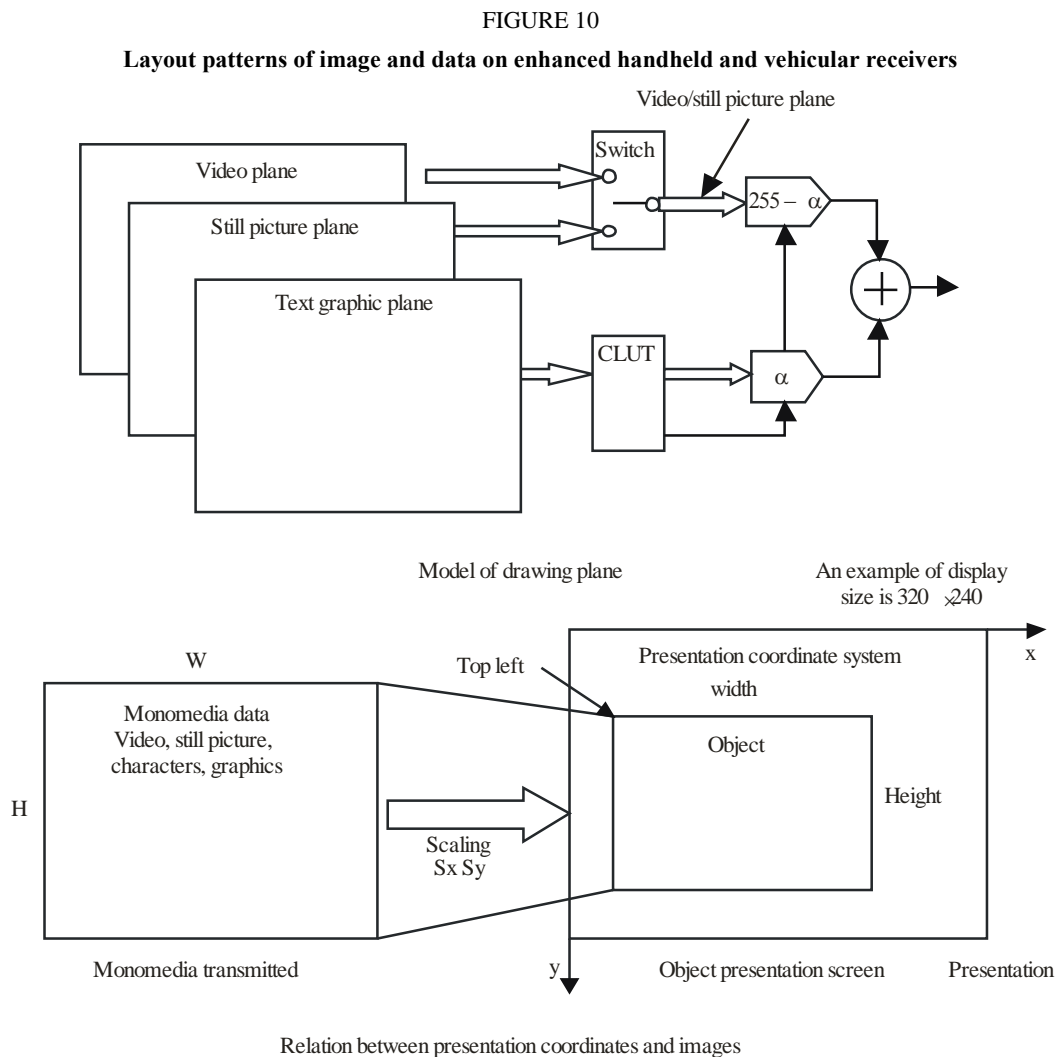 FIGURE 10
Layout patterns of image and data on enhanced handheld and vehicular receivers
Video/still picture plane
Video plane
Switch
Still picture plane
255 – α
Text graphic plane
CLUT
α
Model of drawing plane
An example of display
size is 320 × 240
W
Top left
Presentation coordinate system
x
width
Monomedia data
Video, still picture,
characters, graphics
Object
H
Height
Scaling
Sx Sy
Monomedia transmitted
y
Object presentation screen
Presentation
Relation between presentation coordinates and images